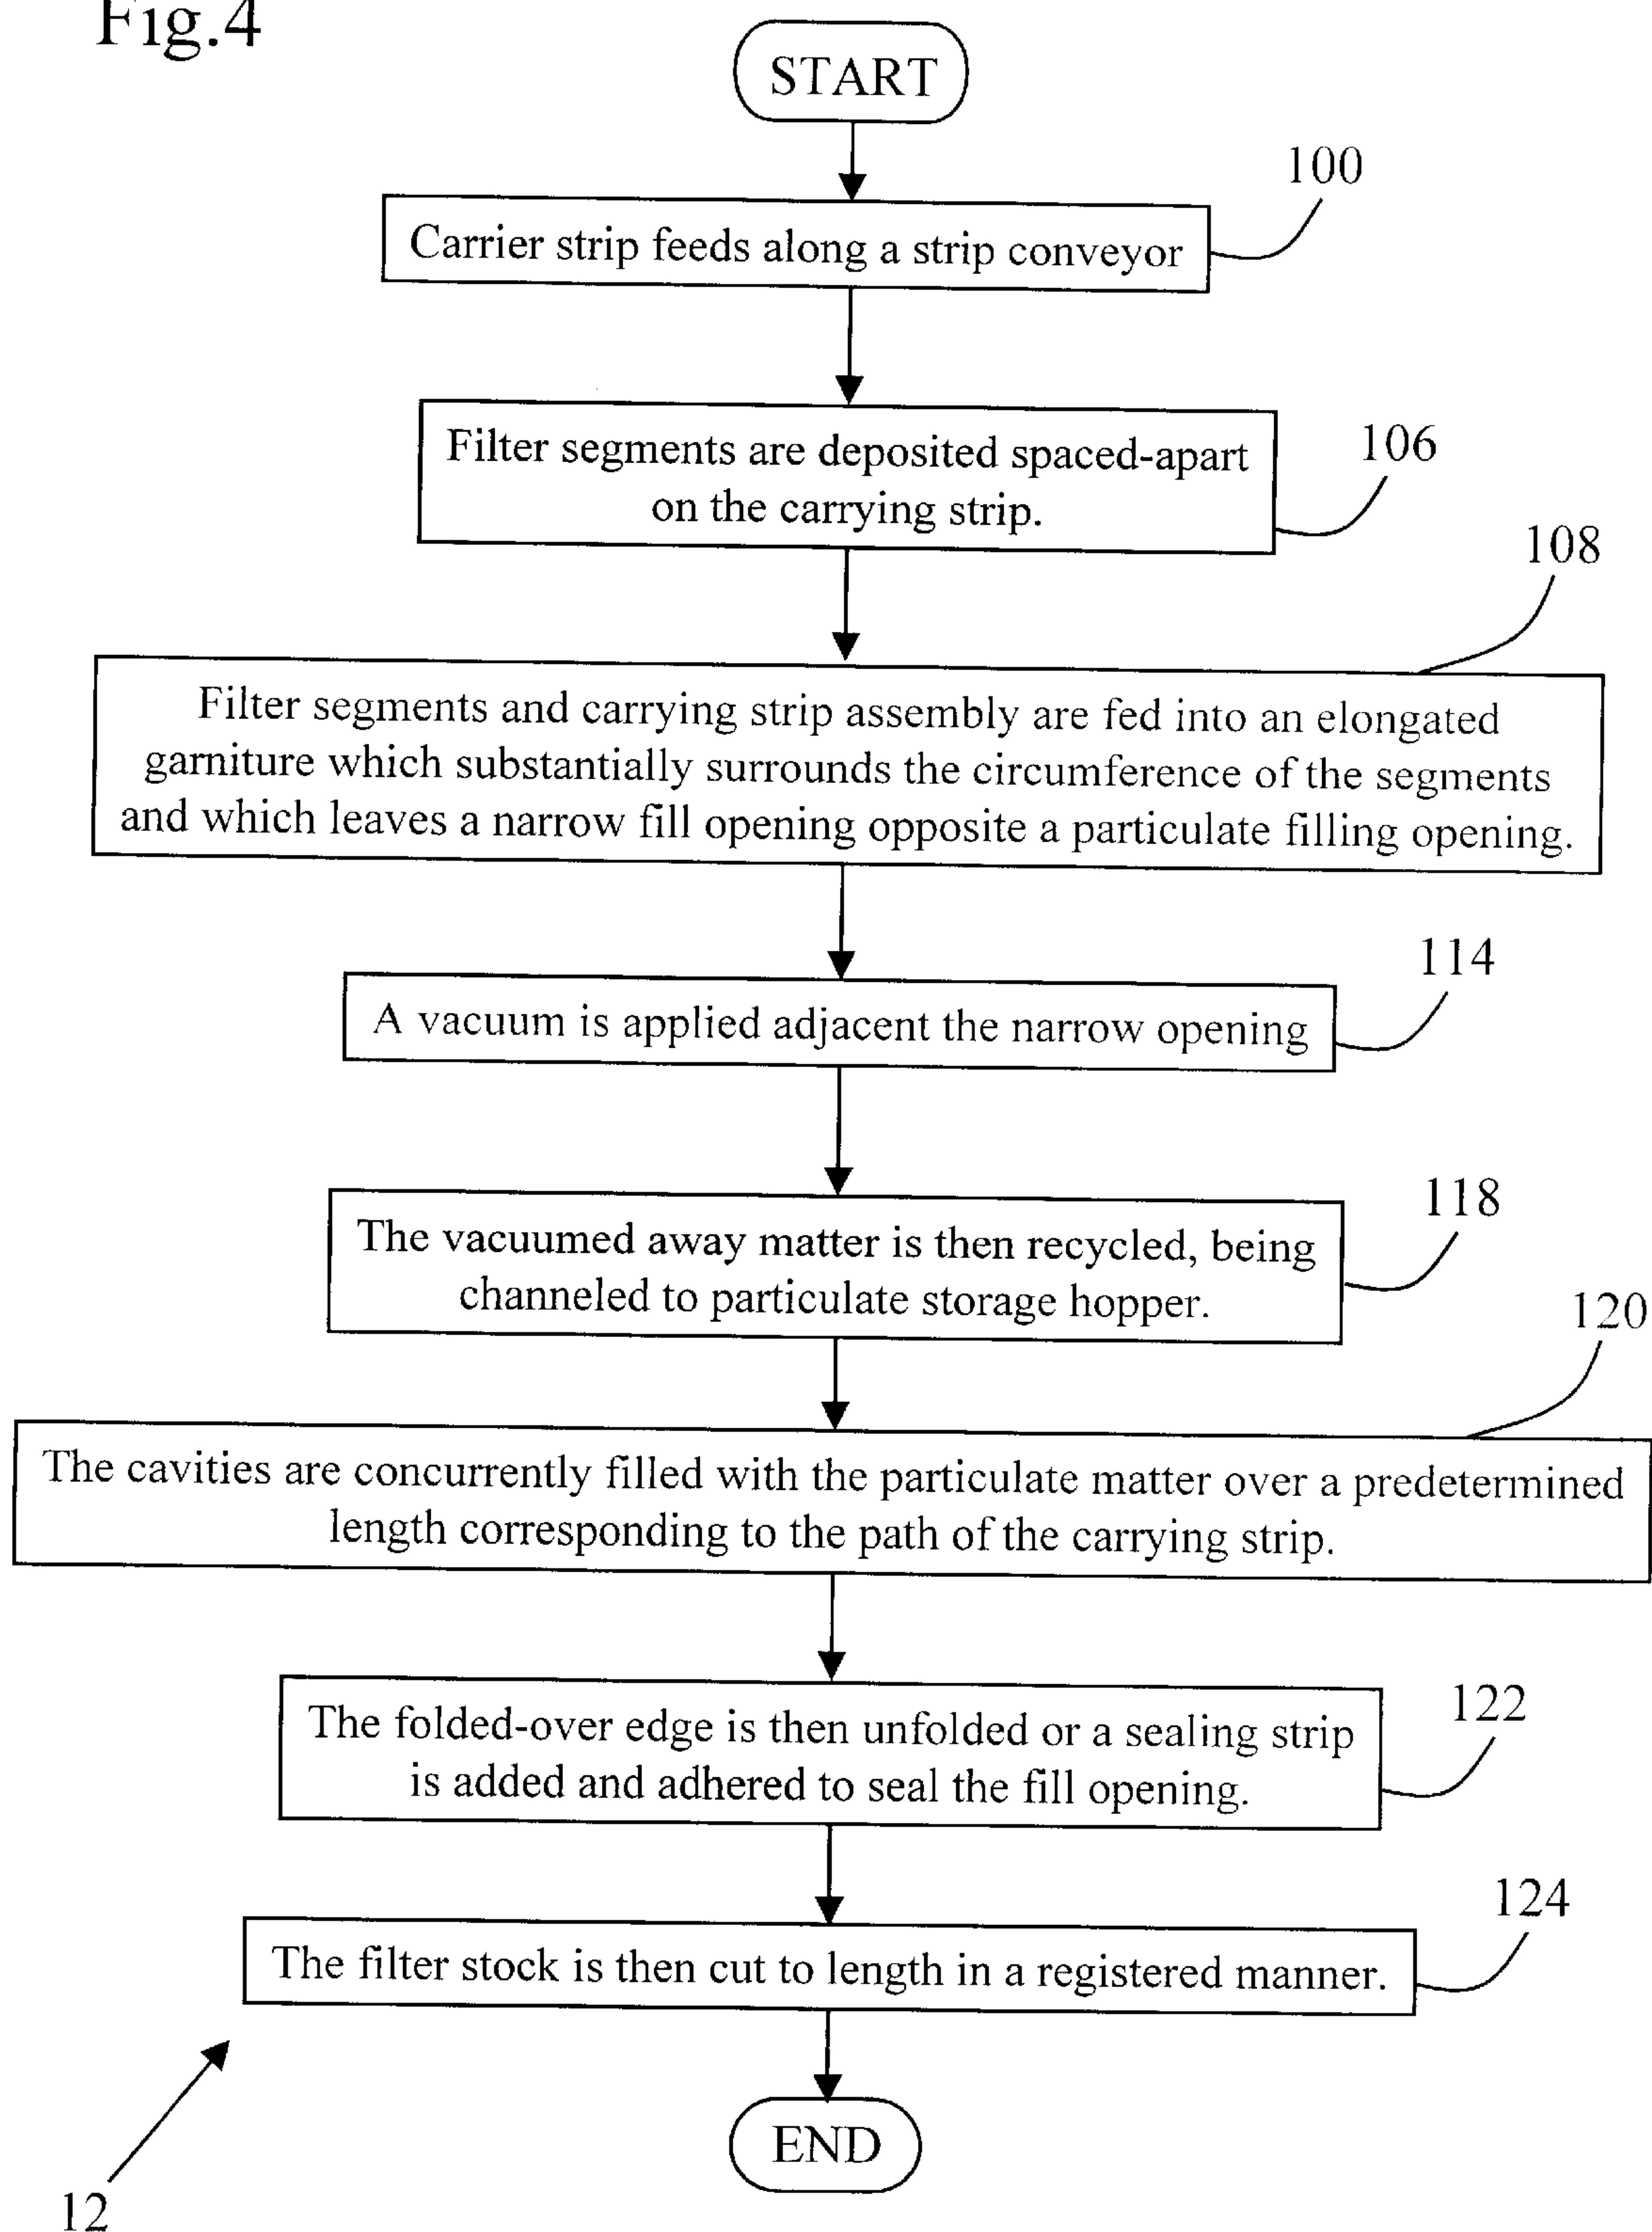 Fig.4
START
100
Carrier strip feeds along a strip conveyor
106
Filter segments are deposited spaced-apart
on the carrying strip.
108
Filter segments and carrying strip assembly are fed into an elongated
garniture which substantially surrounds the circumference of the segments
and which leaves a narrow fill opening opposite a particulate filling opening.
114
A vacuum is applied adjacent the narrow opening
118
The vacuumed away matter is then recycled, being
channeled to particulate storage hopper.
120
The cavities are concurrently filled with the particulate matter over a predetermined
length corresponding to the path of the carrying strip.
122
The folded-over edge is then unfolded or a sealing strip
is added and adhered to seal the fill opening.
124
The filter stock is then cut to length in a registered manner.
END
12